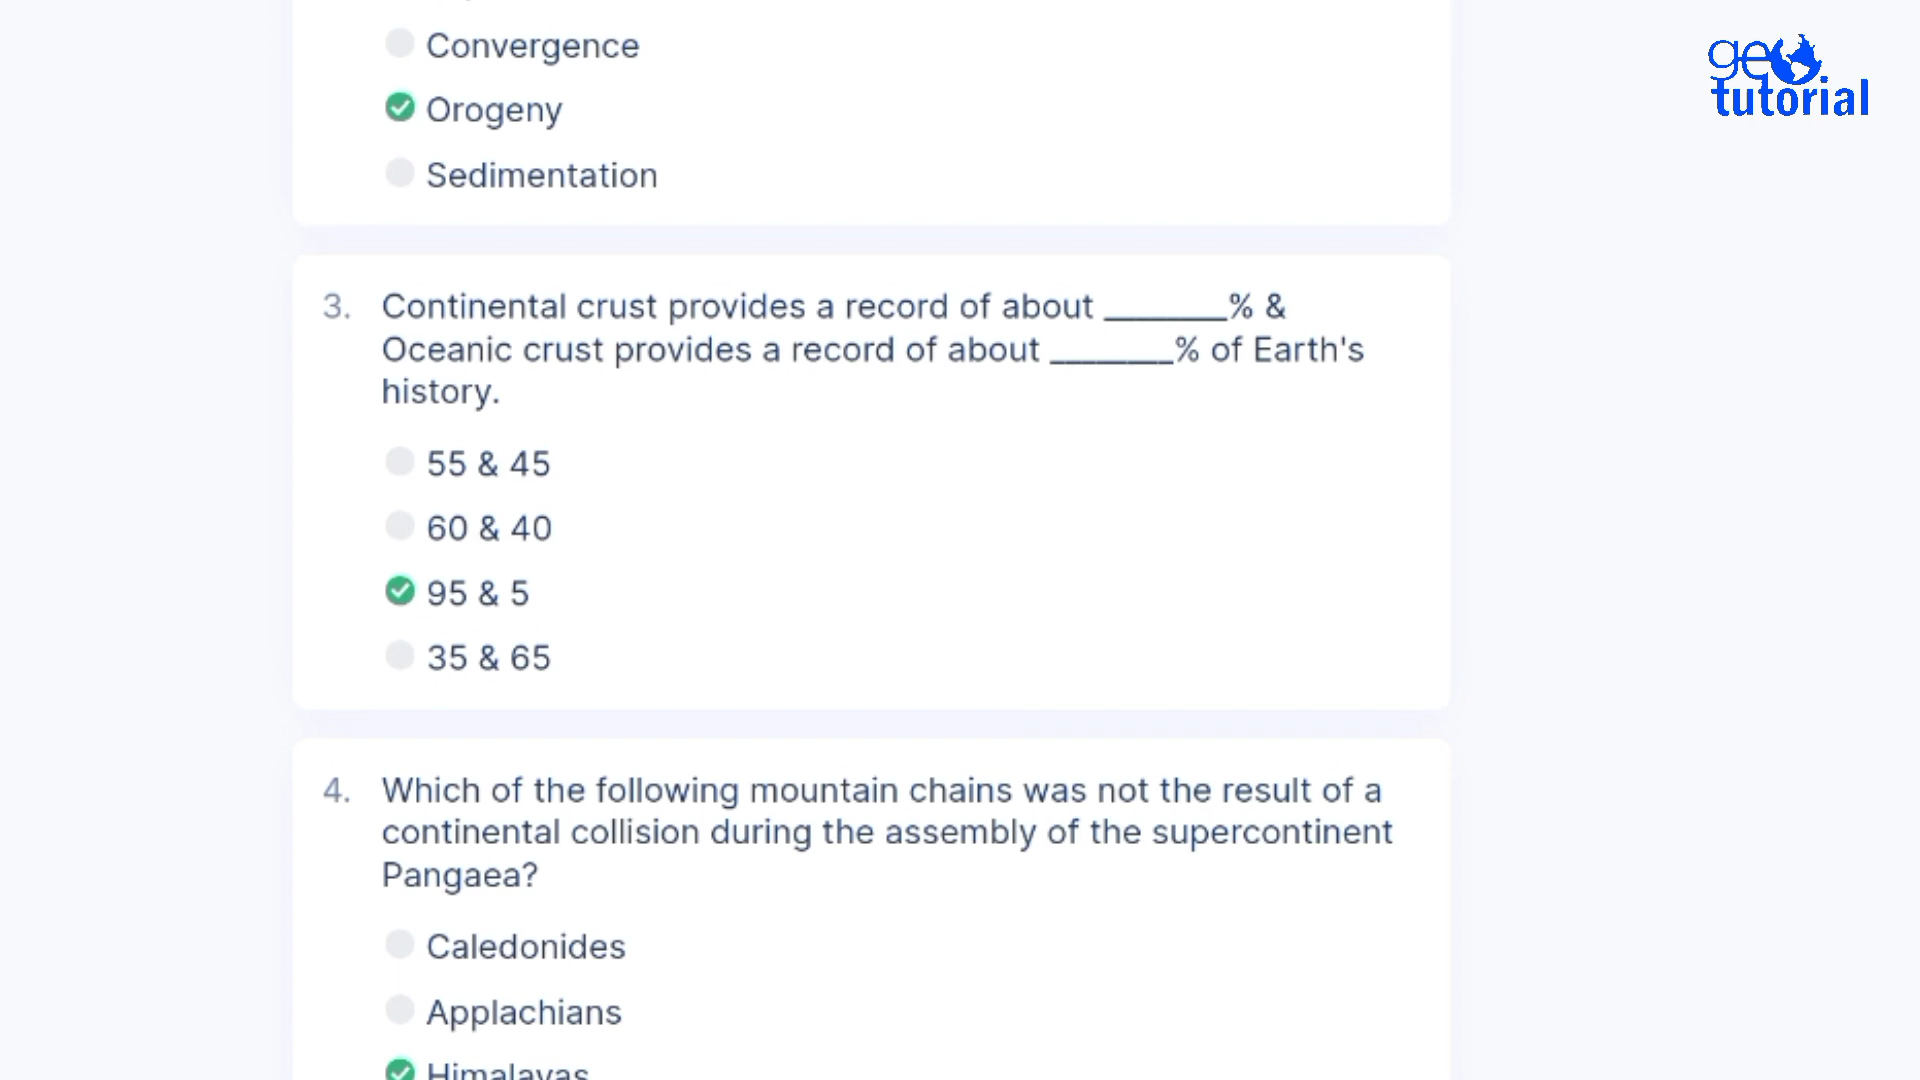 Convergence
geo
tutorial
Orogeny
Sedimentation
3. Continental crust provides a record of about ________% &
Oceanic crust provides a record of about ________% of Earth's
history.
55 & 45
60 & 40
95 & 5
35 & 65
4. Which of the following mountain chains was not the result of a
continental collision during the assembly of the supercontinent
Pangaea?
Caledonides
Applachians
Himalayas